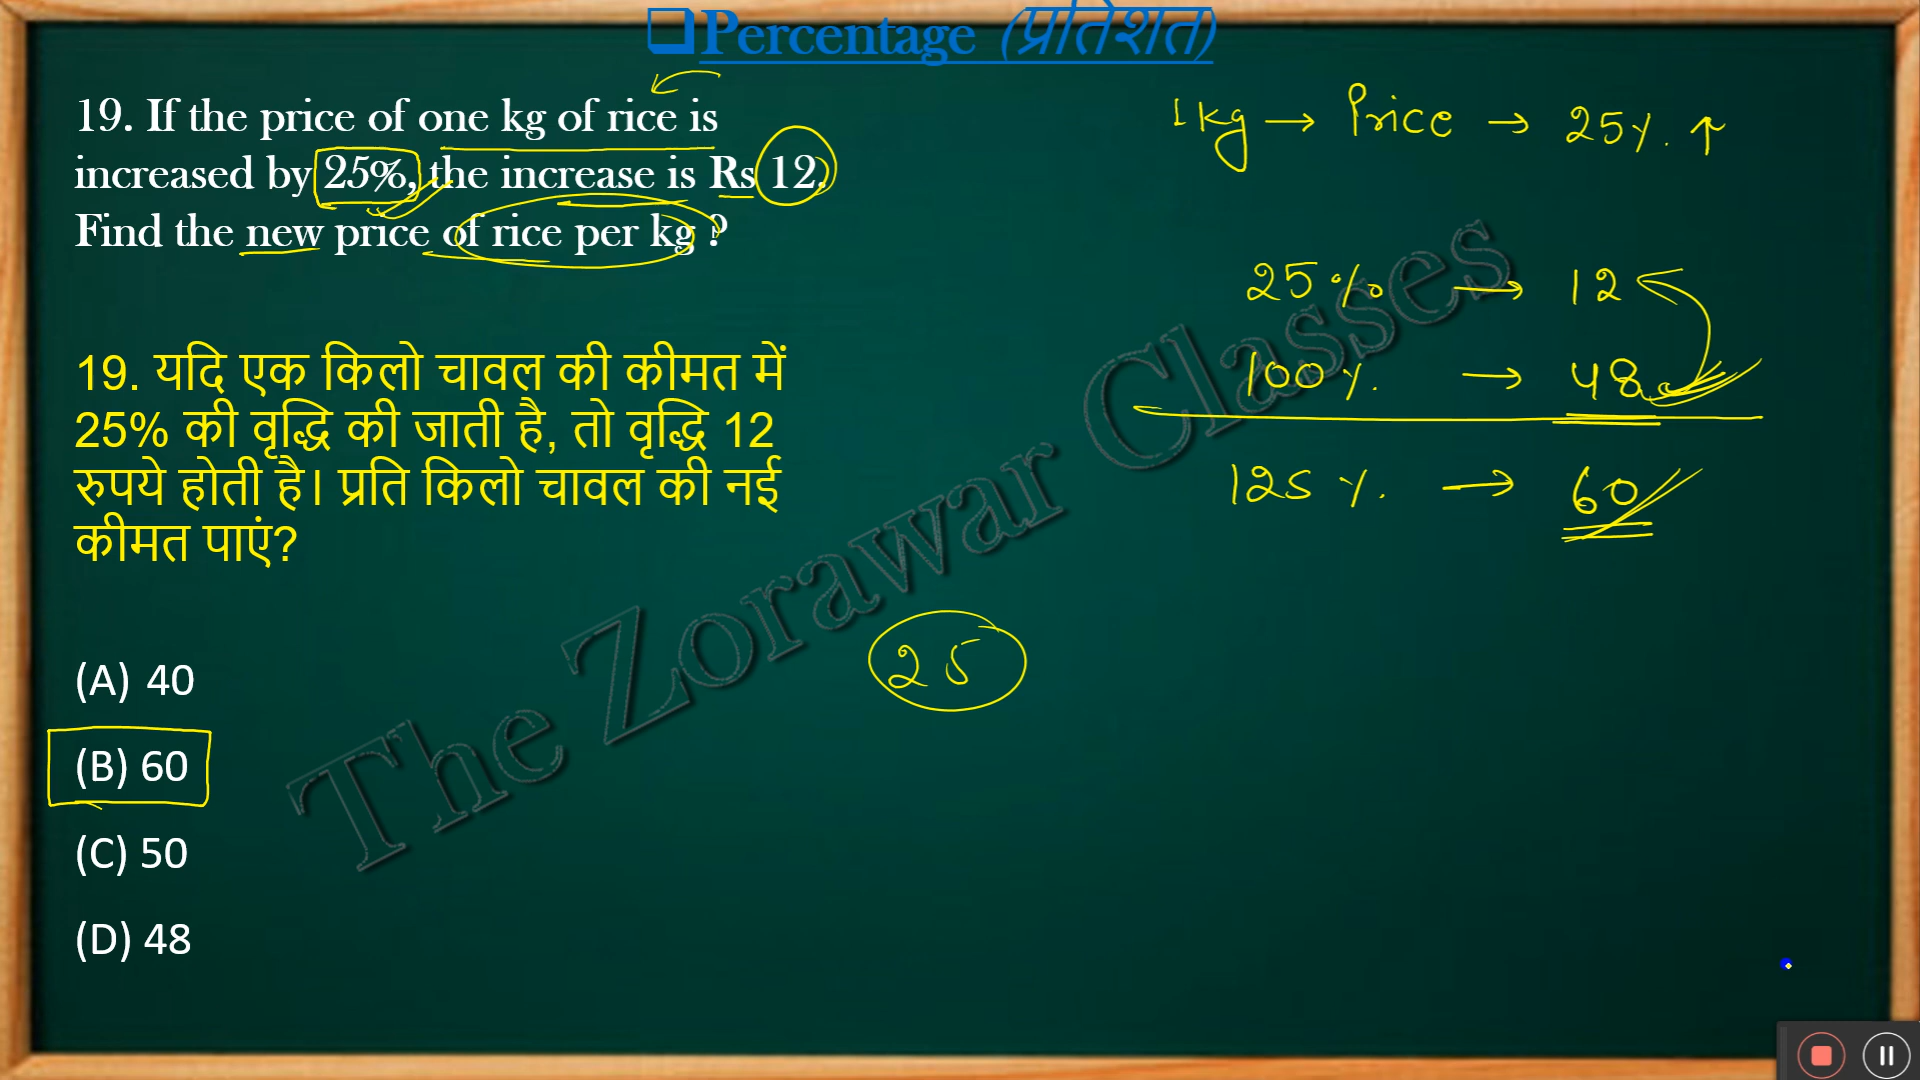 Percentage (प्रतिशत)
19. If the price of one kg of rice is
increased by 25%, the increase is Rs 12.
Find the new price of rice per kg ?
19. यदि एक किलो चावल की कीमत में
25% की वृद्धि की जाती है, तो वृद्धि 12
रुपये होती है। प्रति किलो चावल की नई
कीमत पाएं?
(A) 40
(B) 60
(C) 50
(D) 48
1 kg → Price → 25% ↑
25% → 12
100% → 48
125% → 60
25
The Zorawar Classes